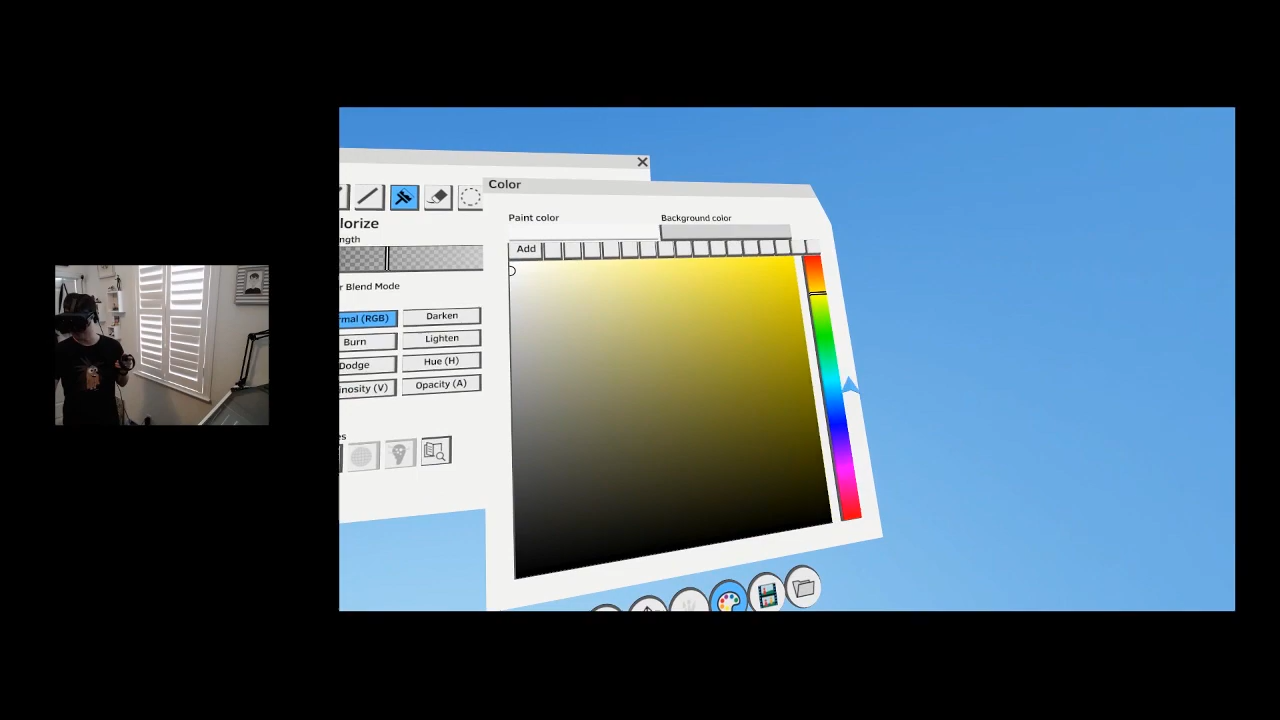 Color
lorize
ngth
r Blend Mode
rmal (RGB)
Darken
Burn
Lighten
Dodge
Hue (H)
inosity (V)
Opacity (A)
es
Paint color
Background color
Add